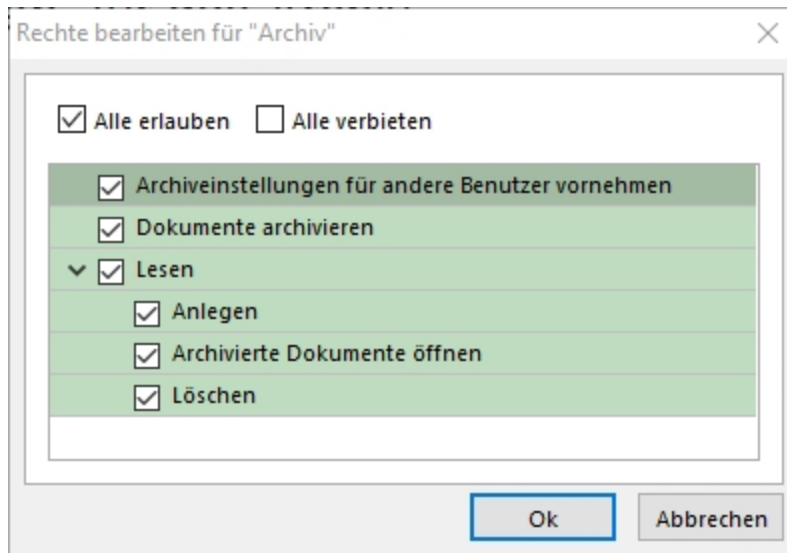 Rechte bearbeiten für "Archiv"
Alle erlauben Alle verbieten
Archiveinstellungen für andere Benutzer vornehmen
Dokumente archivieren
Lesen
Anlegen
Archivierte Dokumente öffnen
Löschen
Ok Abbrechen